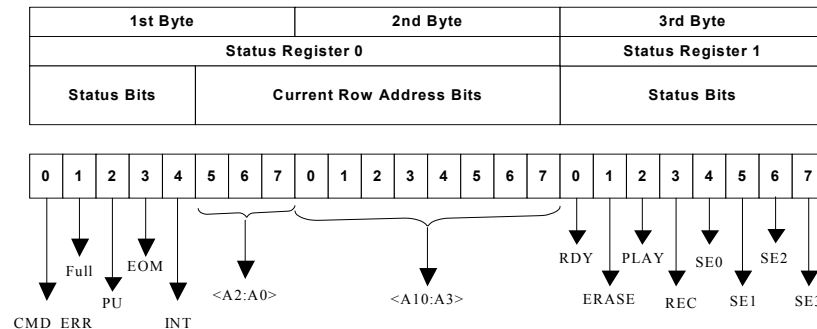 1st Byte 2nd Byte 3rd Byte
Status Register 0 Status Register 1
Status Bits Current Row Address Bits Status Bits
0 1 2 3 4 5 6 7 0 1 2 3 4 5 6 7 0 1 2 3 4 5 6 7
Full EOM RDY PLAY SE0 SE2
PU <A2:A0> <A10:A3> ERASE REC SE1 SE3
CMD ERR INT